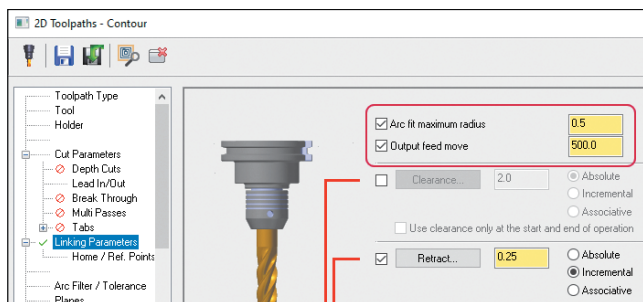 2D Toolpaths - Contour
Toolpath Type
Tool
Holder
Cut Parameters
Depth Cuts
Lead In/Out
Break Through
Multi Passes
Tabs
Linking Parameters
Home / Ref. Points
Arc Filter / Tolerance
Planes
Arc fit maximum radius 0.5
Output feed move 500.0
Clearance... 2.0 Absolute
Incremental
Associative
Use clearance only at the start and end of operation
Retract... 0.25 Absolute
Incremental
Associative